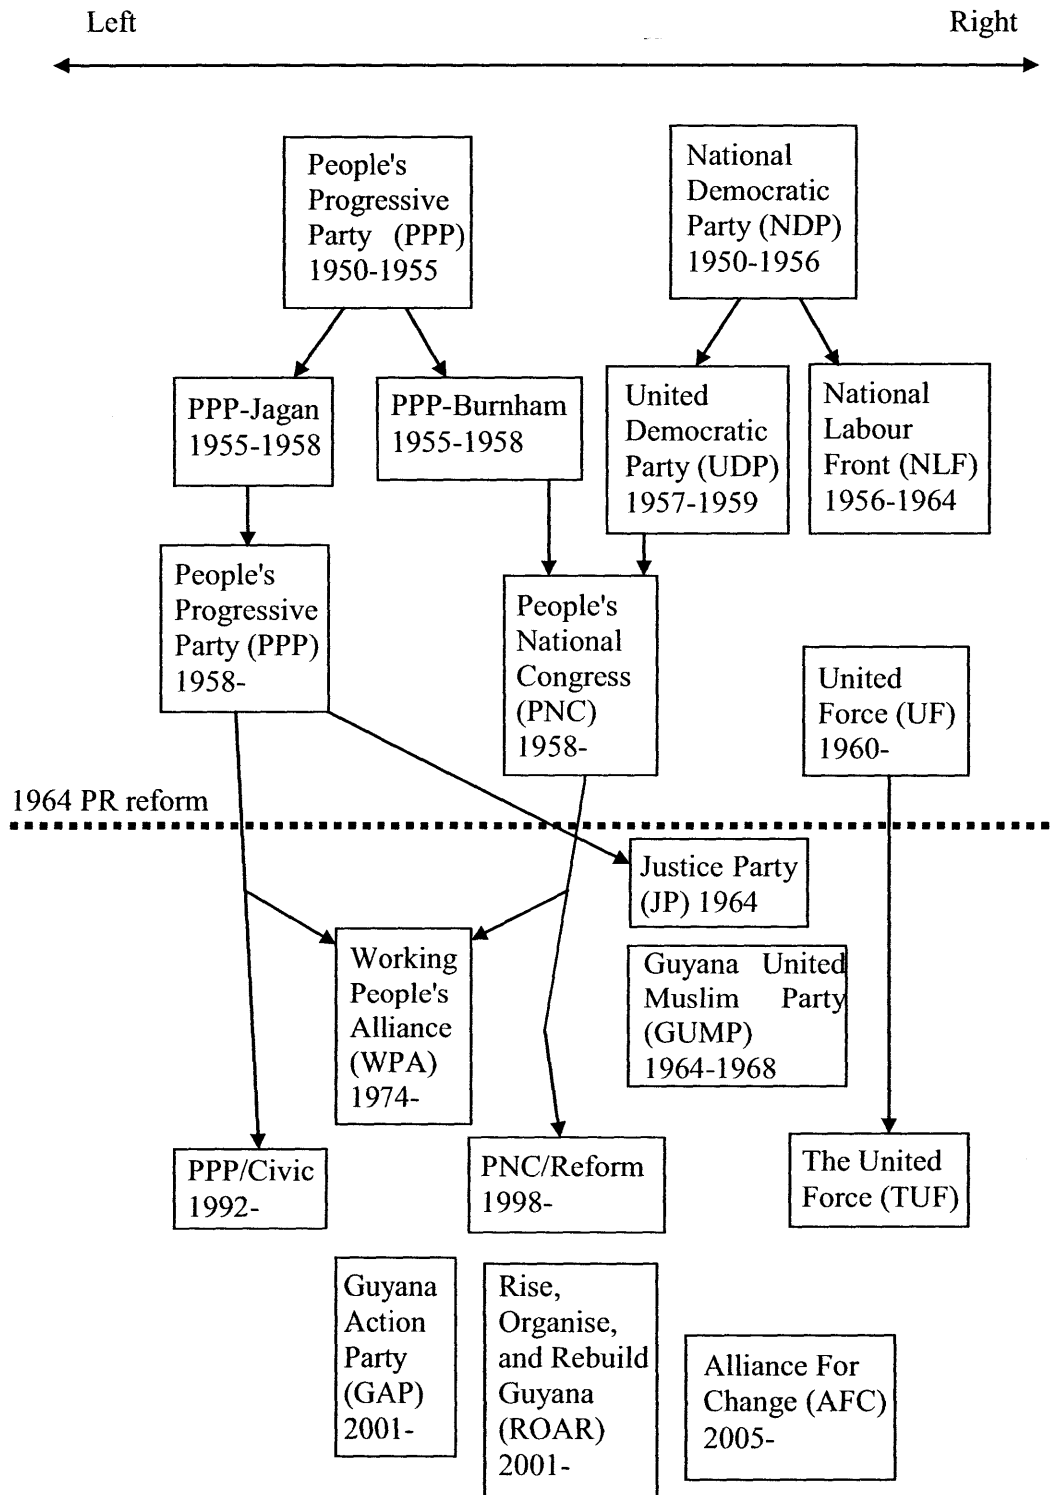 Left
Right
People's
Progressive
Party (PPP)
1950-1955
National
Democratic
Party (NDP)
1950-1956
PPP-Jagan
1955-1958
PPP-Burnham
1955-1958
United
Democratic
Party (UDP)
1957-1959
National
Labour
Front (NLF)
1956-1964
People's
Progressive
Party (PPP)
1958-
People's
National
Congress
(PNC)
1958-
United
Force (UF)
1960-
1964 PR reform
Justice Party
(JP) 1964
Working
People's
Alliance
(WPA)
1974-
Guyana United
Muslim Party
(GUMP)
1964-1968
PPP/Civic
1992-
PNC/Reform
1998-
The United
Force (TUF)
Guyana
Action
Party
(GAP)
2001-
Rise,
Organise,
and Rebuild
Guyana
(ROAR)
2001-
Alliance For
Change (AFC)
2005-